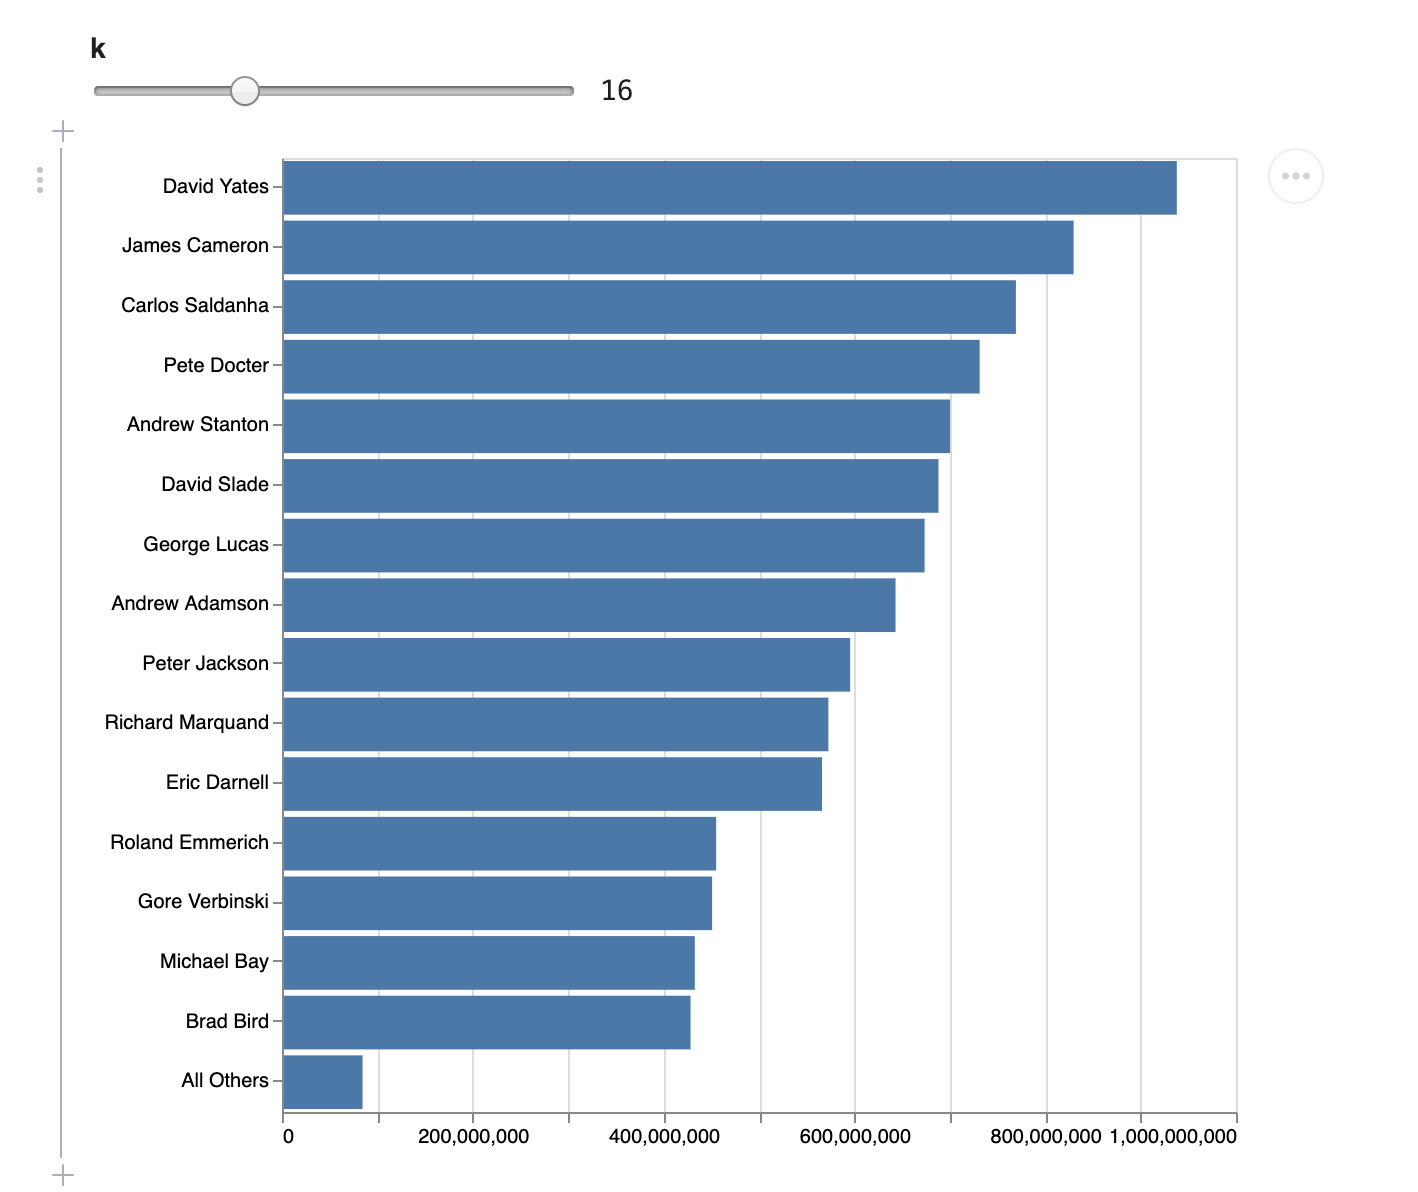 k
16
David Yates
James Cameron
Carlos Saldanha
Pete Docter
Andrew Stanton
David Slade
George Lucas
Andrew Adamson
Peter Jackson
Richard Marquand
Eric Darnell
Roland Emmerich
Gore Verbinski
Michael Bay
Brad Bird
All Others
0 200,000,000 400,000,000 600,000,000 800,000,000 1,000,000,000